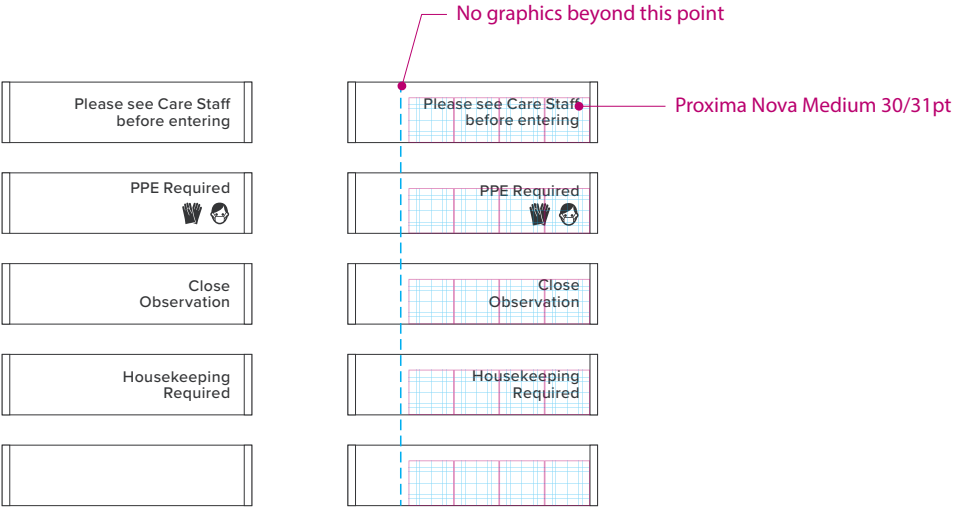 No graphics beyond this point
Please see Care Staff
before entering
Please see Care Staff
before entering
Proxima Nova Medium 30/31pt
PPE Required
PPE Required
Close
Observation
Close
Observation
Housekeeping
Required
Housekeeping
Required